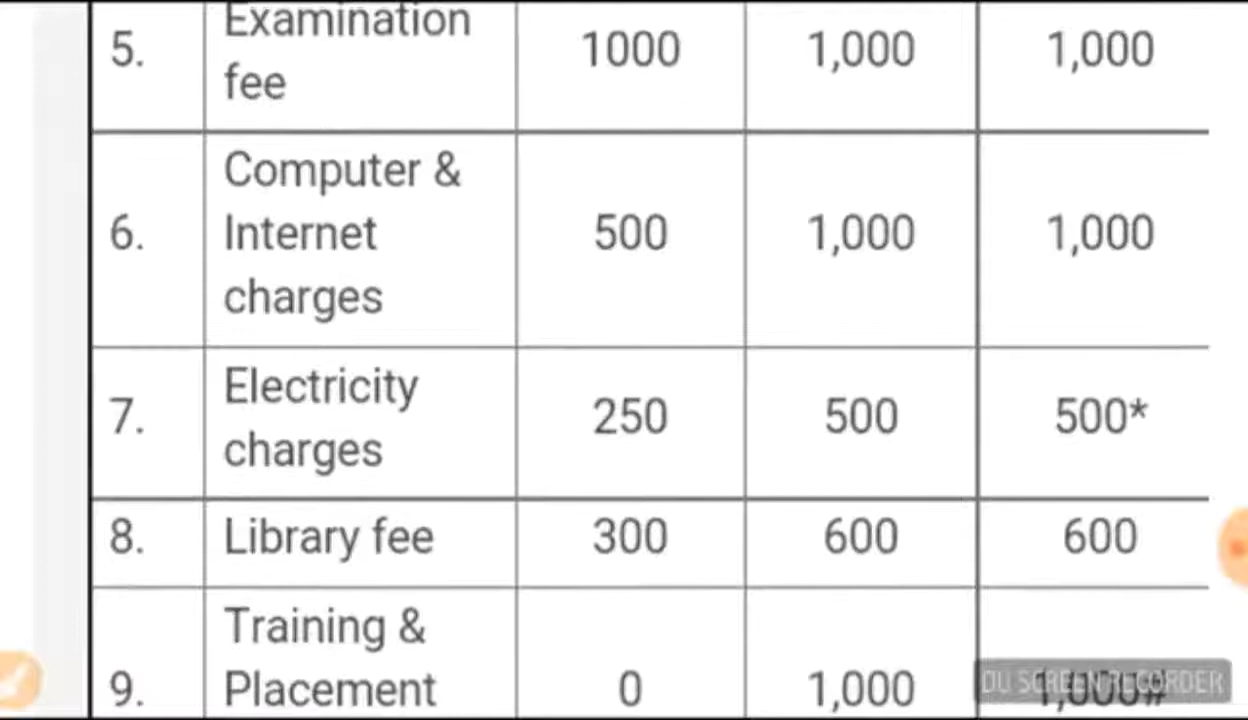 5. Examination fee 1000 1,000 1,000
6. Computer & Internet charges 500 1,000 1,000
7. Electricity charges 250 500 500*
8. Library fee 300 600 600
9. Training & Placement 0 1,000 1,000#
DU SCREEN RECORDER